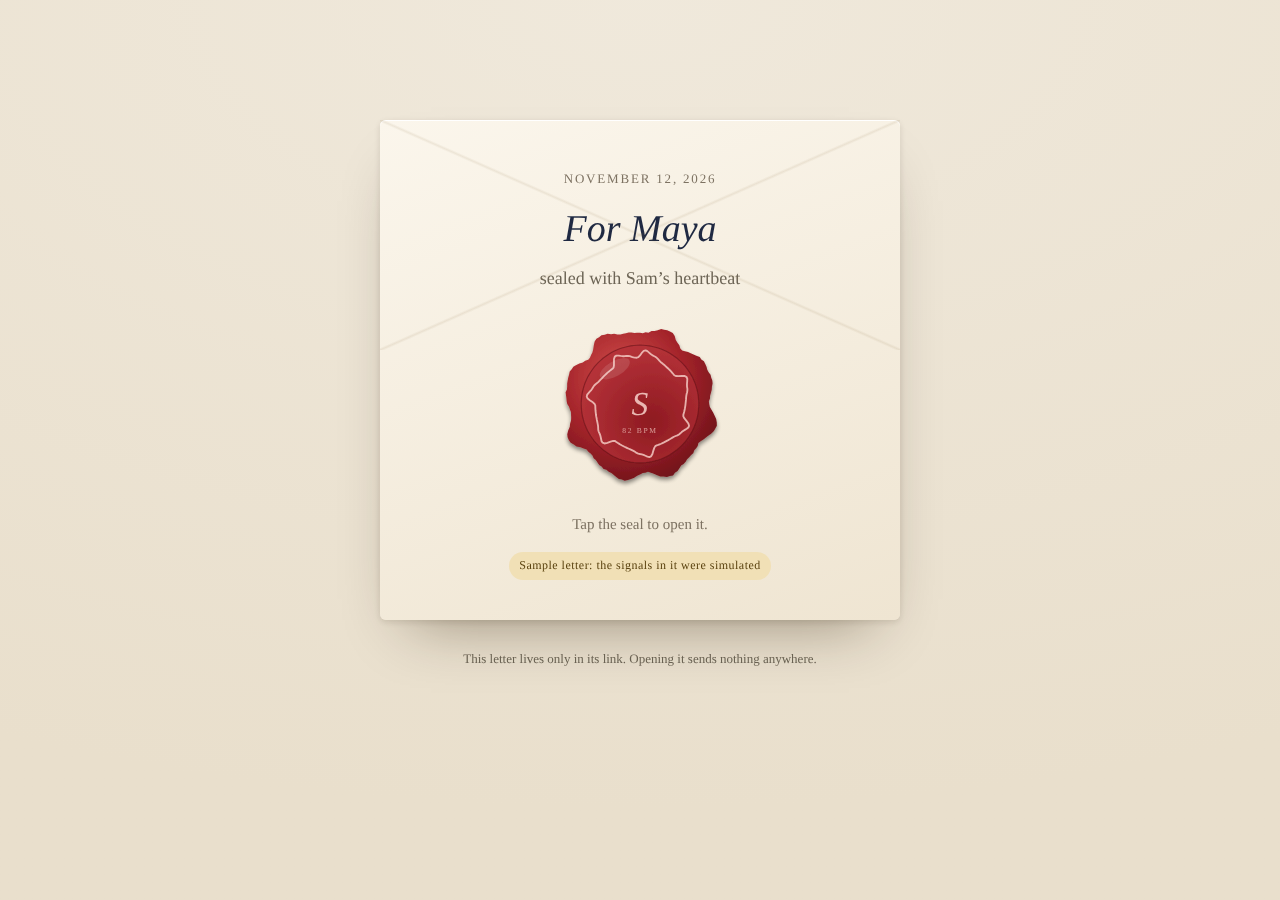 NOVEMBER 12, 2026
For Maya
sealed with Sam’s heartbeat
S
82 BPM
Tap the seal to open it.
Sample letter: the signals in it were simulated
This letter lives only in its link. Opening it sends nothing anywhere.